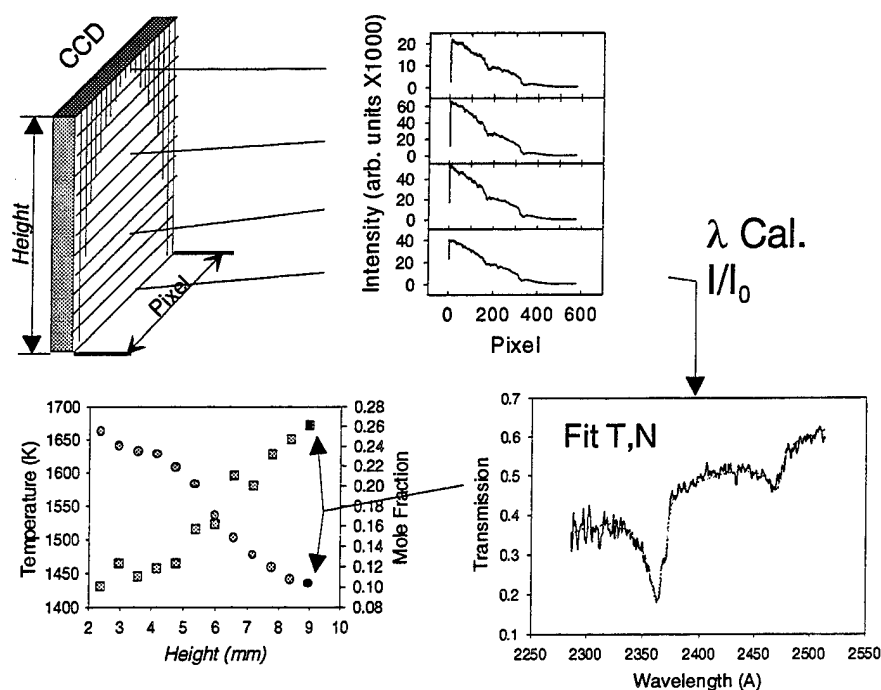 CCD
Height
Pixel
Intensity (arb. units X1000)
20
10
0
60
40
20
0
40
20
0
40
20
0
0 200 400 600
Pixel
λ Cal.
I/I0
Temperature (K)
1700
1650
1600
1550
1500
1450
1400
2 3 4 5 6 7 8 9 10
Height (mm)
0.28
0.26
0.24
0.22
0.20
0.18
0.16
0.14
0.12
0.10
0.08
Mole Fraction
Fit T,N
Transmission
0.7
0.6
0.5
0.4
0.3
0.2
0.1
2250 2300 2350 2400 2450 2500 2550
Wavelength (A)